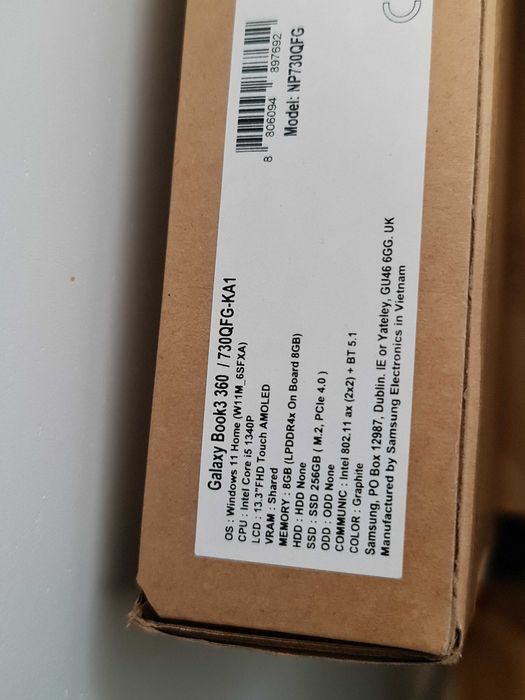 Galaxy Book3 360 / 730QFG-KA1
OS : Windows 11 Home (W11M_6SFXA)
CPU : Intel Core i5 1340P
LCD : 13.3"FHD Touch AMOLED
VRAM : Shared
MEMORY : 8GB (LPDDR4x On Board 8GB)
HDD : HDD None
SSD : SSD 256GB ( M.2, PCIe 4.0 )
ODD : ODD None
COMMUNIC : Intel 802.11 ax (2x2) + BT 5.1
COLOR : Graphite
Samsung, PO Box 12987, Dublin. IE or Yateley, GU46 6GG. UK
Manufactured by Samsung Electronics in Vietnam
8 806094 897692
Model: NP730QFG